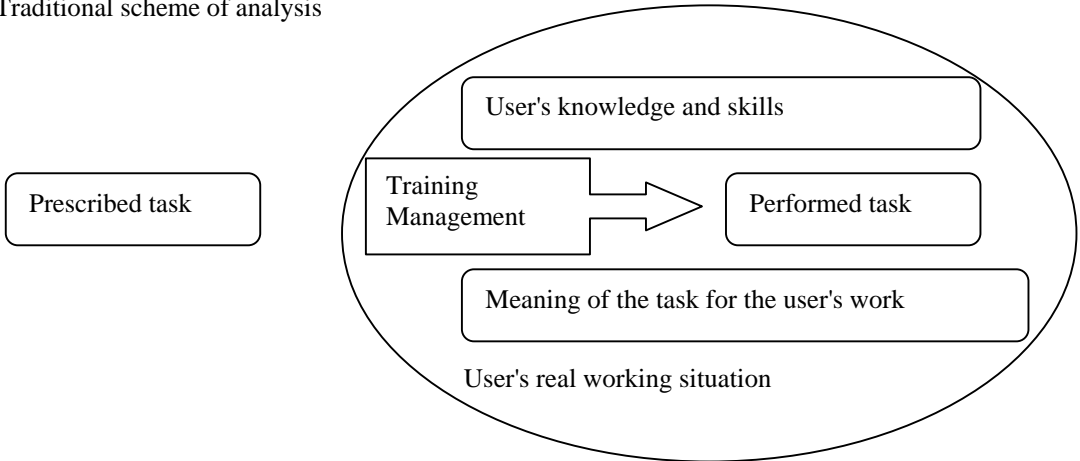 Traditional scheme of analysis
User's knowledge and skills
Prescribed task
Training
Management
Performed task
Meaning of the task for the user's work
User's real working situation